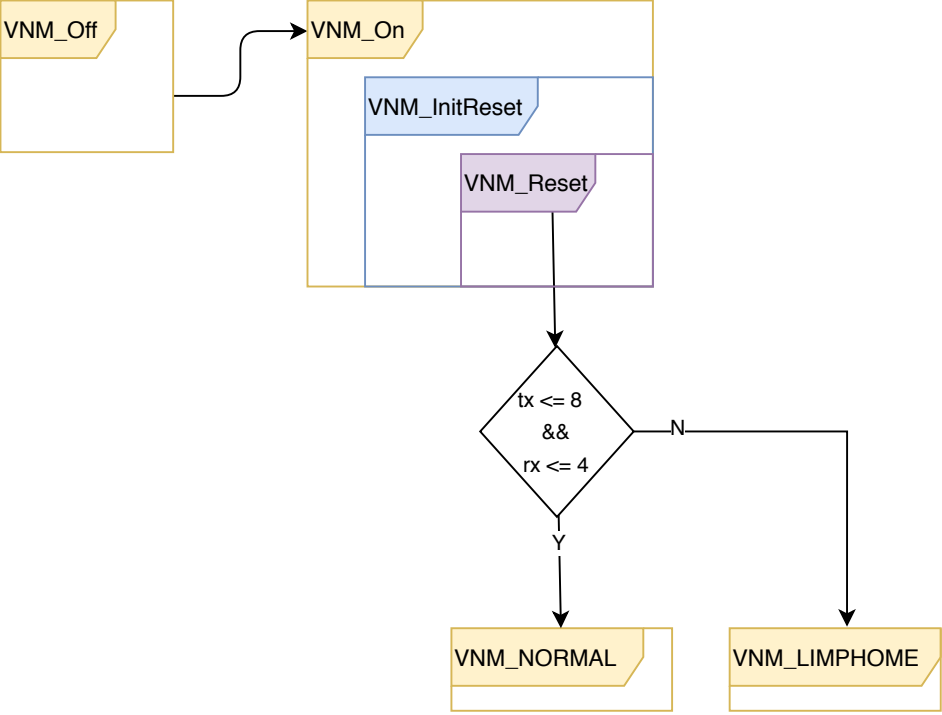 VNM_Off
VNM_On
VNM_InitReset
VNM_Reset
tx <= 8
&&
rx <= 4
N
Y
VNM_NORMAL
VNM_LIMPHOME